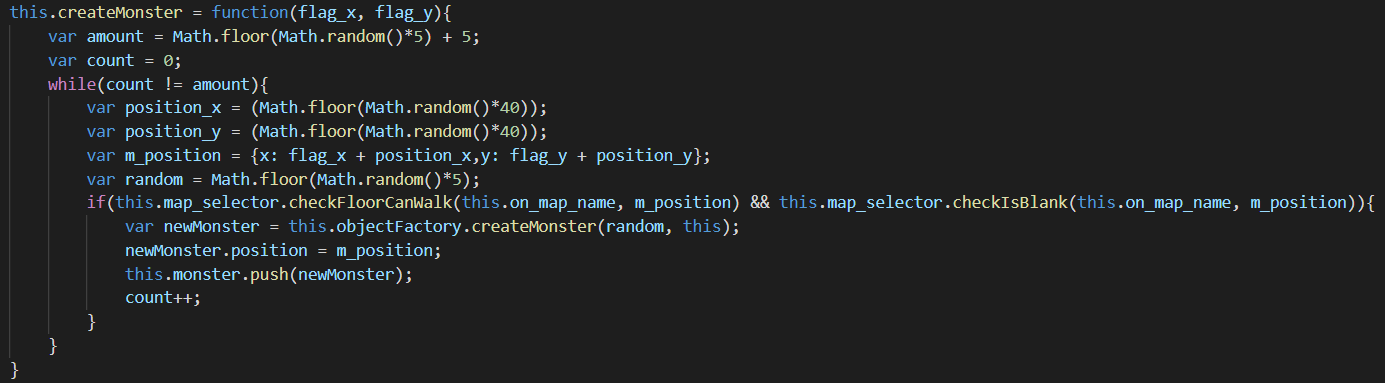 this.createMonster = function(flag_x, flag_y){
    var amount = Math.floor(Math.random()*5) + 5;
    var count = 0;
    while(count != amount){
        var position_x = (Math.floor(Math.random()*40));
        var position_y = (Math.floor(Math.random()*40));
        var m_position = {x: flag_x + position_x,y: flag_y + position_y};
        var random = Math.floor(Math.random()*5);
        if(this.map_selector.checkFloorCanWalk(this.on_map_name, m_position) && this.map_selector.checkIsBlank(this.on_map_name, m_position)){
            var newMonster = this.objectFactory.createMonster(random, this);
            newMonster.position = m_position;
            this.monster.push(newMonster);
            count++;
        }
    }
}